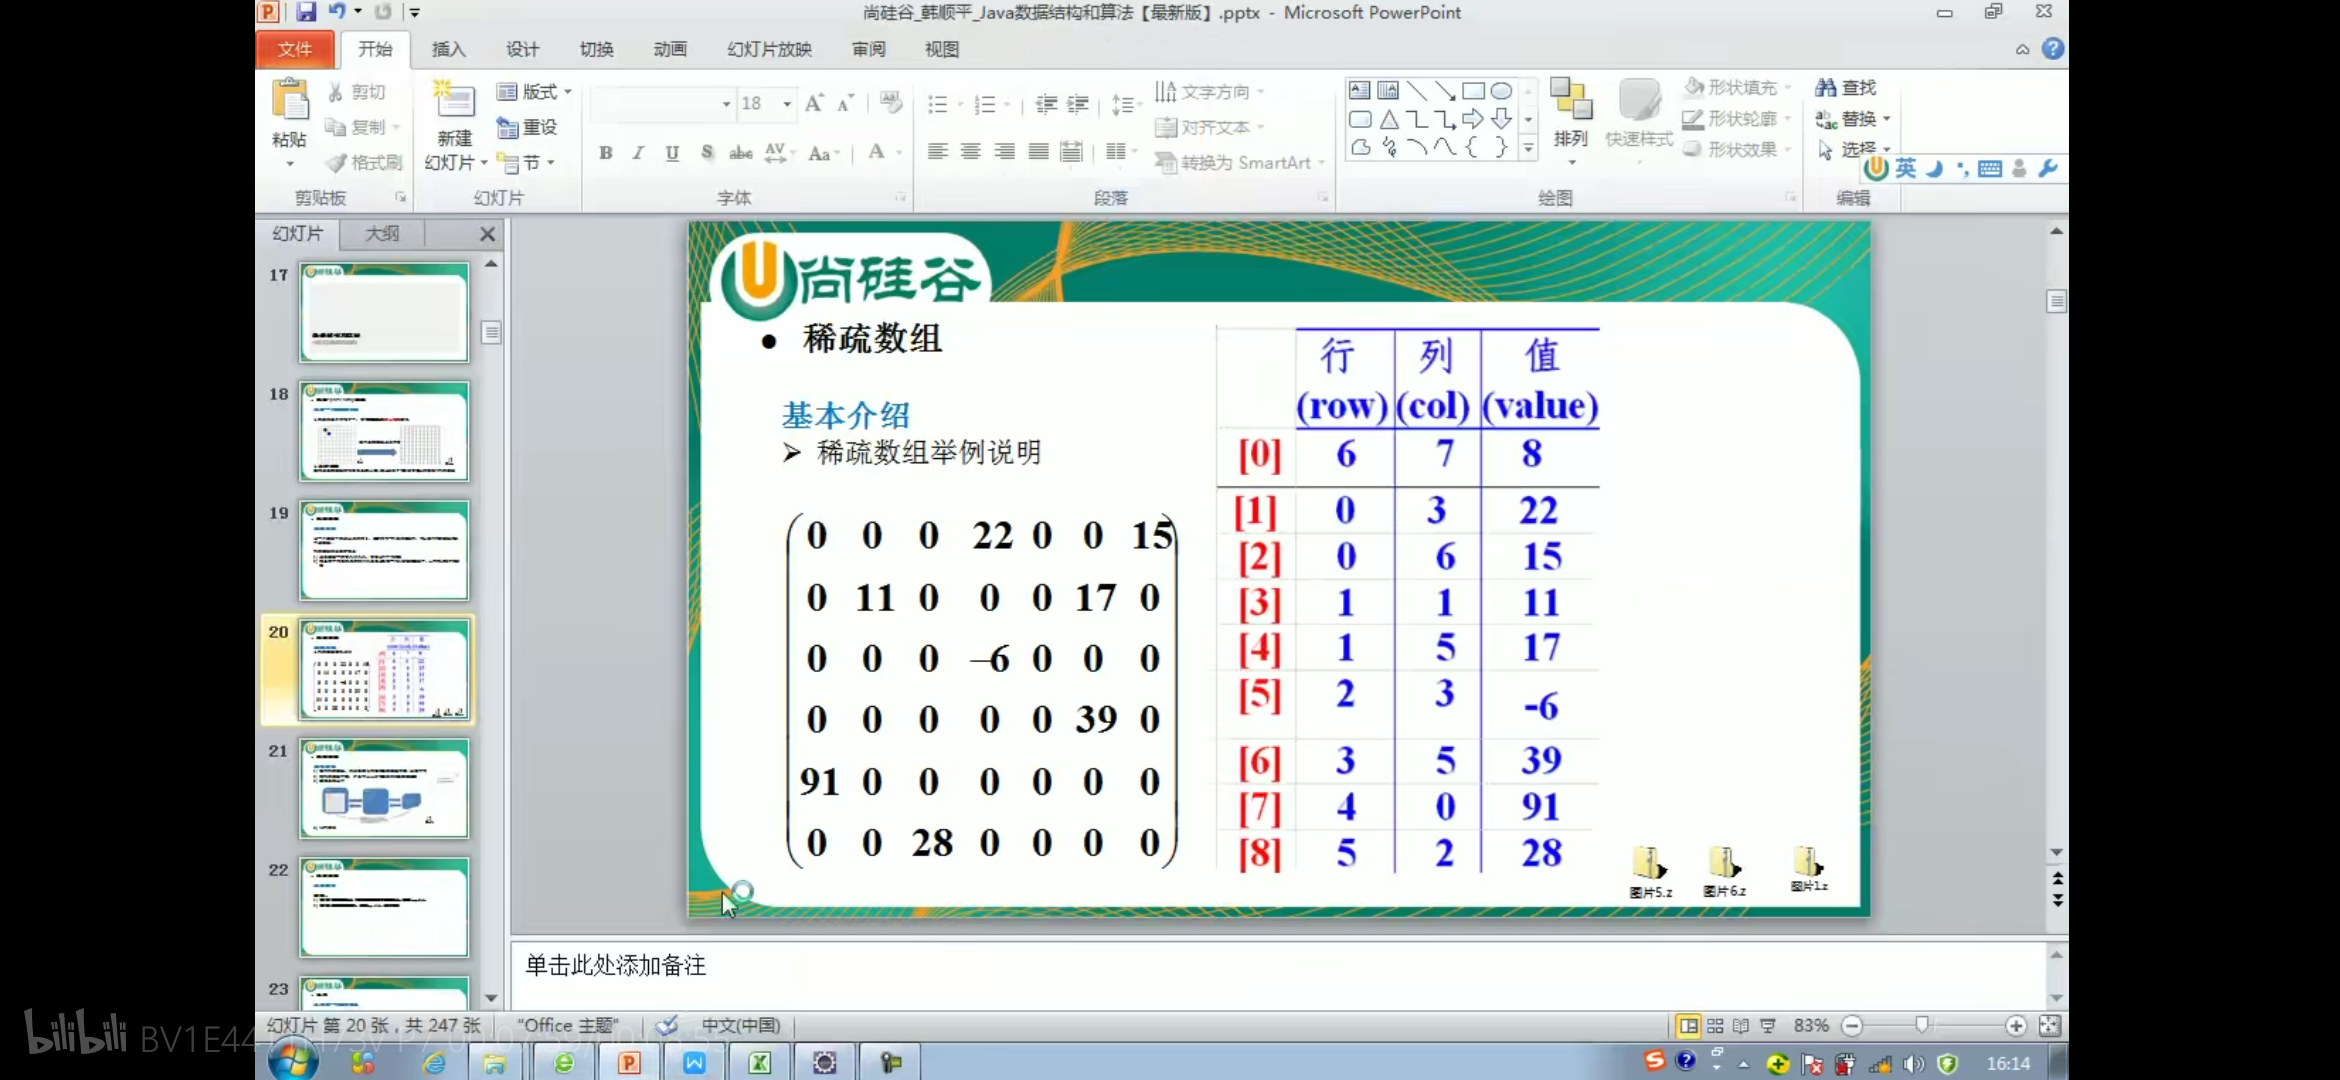 尚硅谷_韩顺平_Java数据结构和算法【最新版】.pptx - Microsoft PowerPoint
文件 开始 插入 设计 切换 动画 幻灯片放映 审阅 视图
粘贴 剪切 复制 格式刷 剪贴板
新建 幻灯片 版式 重设 节 幻灯片
18 B I U S abc AV Aa A 字体
文字方向 对齐文本 转换为 SmartArt 段落
排列 快速样式 形状填充 形状轮廓 形状效果 绘图
查找 替换 选择 编辑
英
幻灯片 大纲
17
18
19
20
21
22
23
尚硅谷
● 稀疏数组
基本介绍
➢ 稀疏数组举例说明
0 0 0 22 0 0 15
0 11 0 0 0 17 0
0 0 0 –6 0 0 0
0 0 0 0 0 39 0
91 0 0 0 0 0 0
0 0 28 0 0 0 0
行 列 值
(row) (col) (value)
[0] 6 7 8
[1] 0 3 22
[2] 0 6 15
[3] 1 1 11
[4] 1 5 17
[5] 2 3 -6
[6] 3 5 39
[7] 4 0 91
[8] 5 2 28
图片5.z 图片6.z 图片1.z
单击此处添加备注
幻灯片 第 20 张，共 247 张 "Office 主题" 中文(中国) 83%
bilibili
16:14